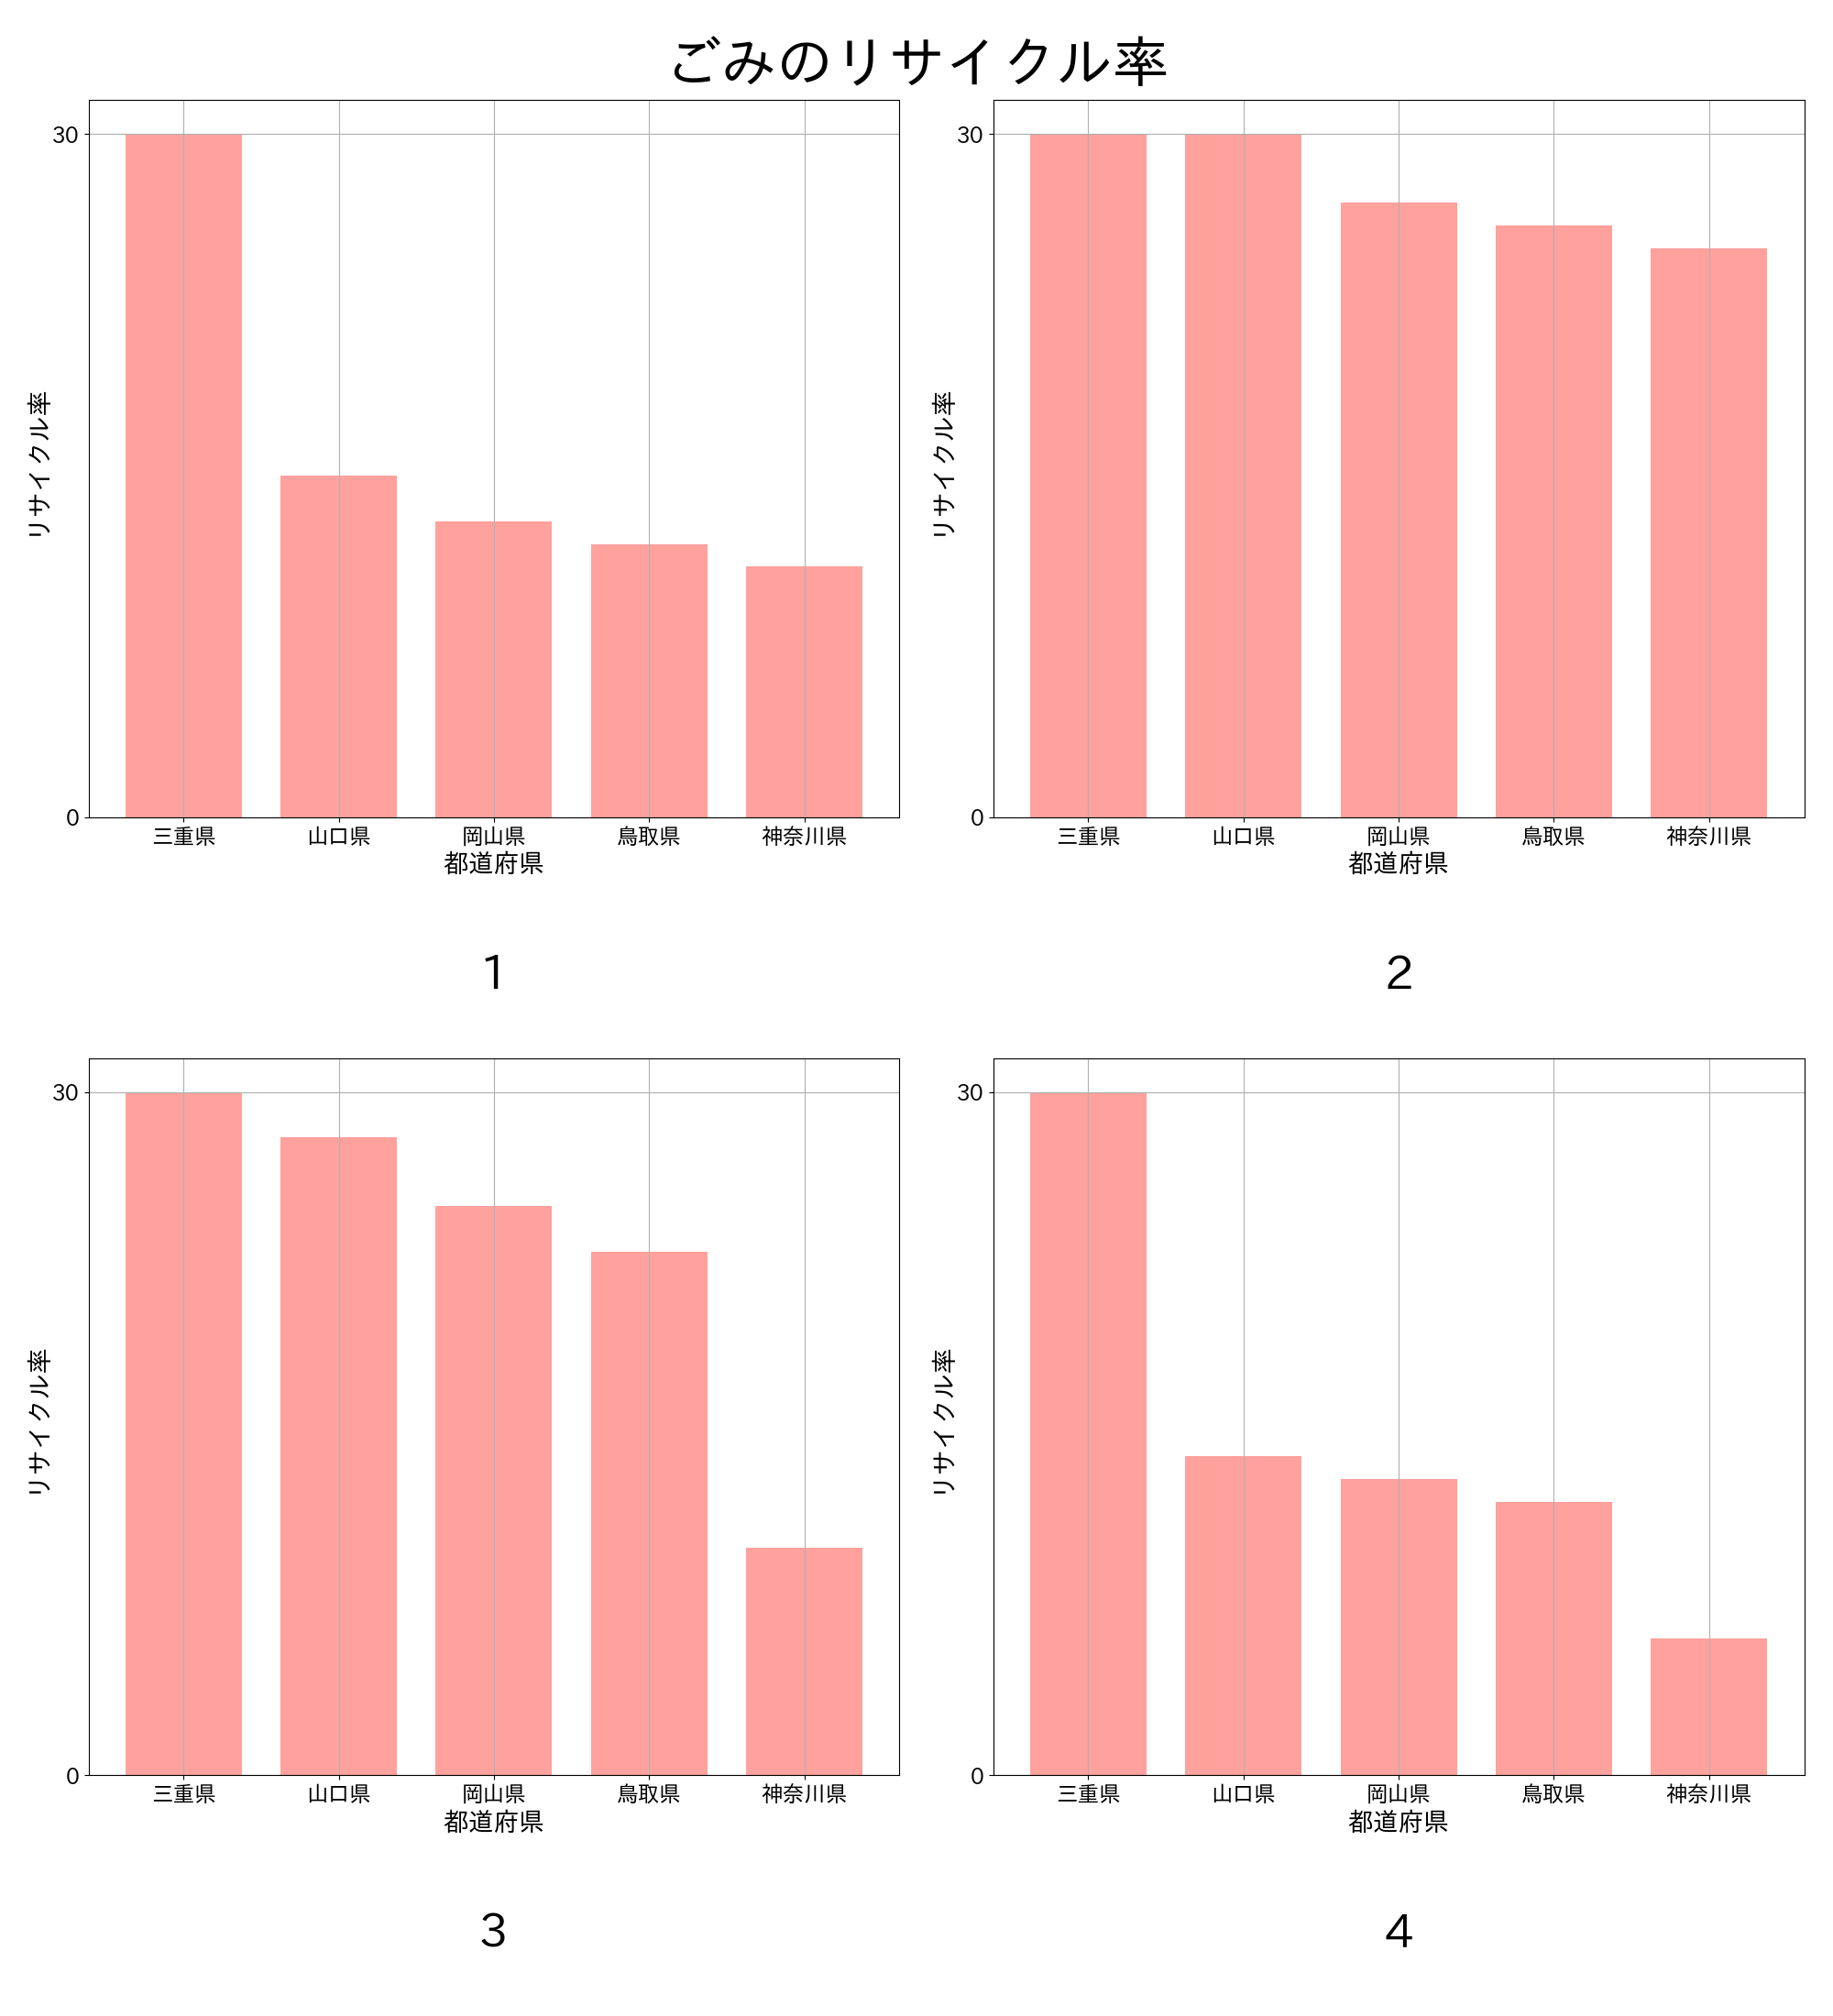 ごみのリサイクル率
30
0
リサイクル率
三重県 山口県 岡山県 鳥取県 神奈川県
都道府県
1
30
0
リサイクル率
三重県 山口県 岡山県 鳥取県 神奈川県
都道府県
2
30
0
リサイクル率
三重県 山口県 岡山県 鳥取県 神奈川県
都道府県
3
30
0
リサイクル率
三重県 山口県 岡山県 鳥取県 神奈川県
都道府県
4